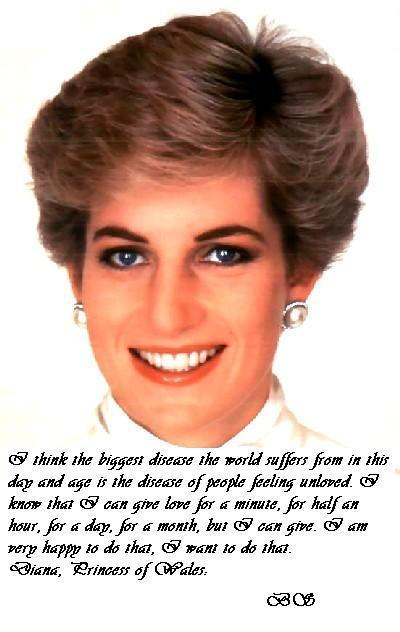 I think the biggest disease the world suffers from in this
day and age is the disease of people feeling unloved. I
know that I can give love for a minute, for half an
hour, for a day, for a month, but I can give. I am
very happy to do that, I want to do that.
Diana, Princess of Wales.
BS